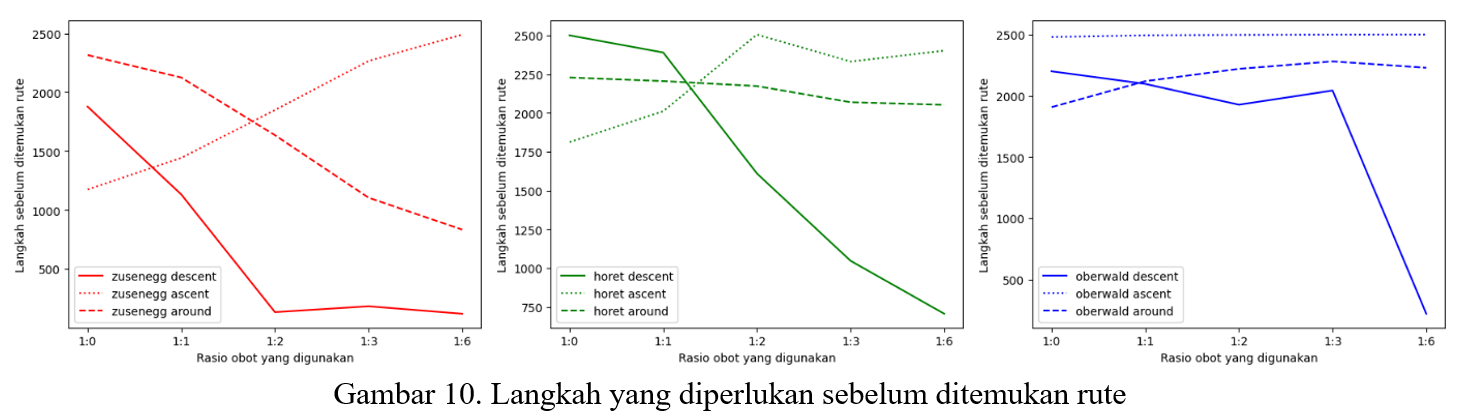 Langkah sebelum ditemukan rute
2500
2000
1500
1000
500
zusenegg descent
zusenegg ascent
zusenegg around
1:0 1:1 1:2 1:3 1:6
Rasio obot yang digunakan
Langkah sebelum ditemukan rute
2500
2250
2000
1750
1500
1250
1000
750
horet descent
horet ascent
horet around
1:0 1:1 1:2 1:3 1:6
Rasio obot yang digunakan
Langkah sebelum ditemukan rute
2500
2000
1500
1000
500
oberwald descent
oberwald ascent
oberwald around
1:0 1:1 1:2 1:3 1:6
Rasio obot yang digunakan
Gambar 10. Langkah yang diperlukan sebelum ditemukan rute